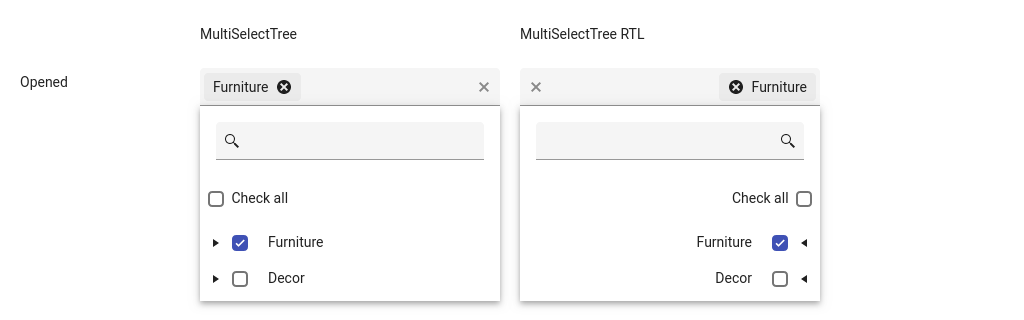 MultiSelectTree
MultiSelectTree RTL
Opened
Furniture
Furniture
Check all
Check all
Furniture
Furniture
Decor
Decor